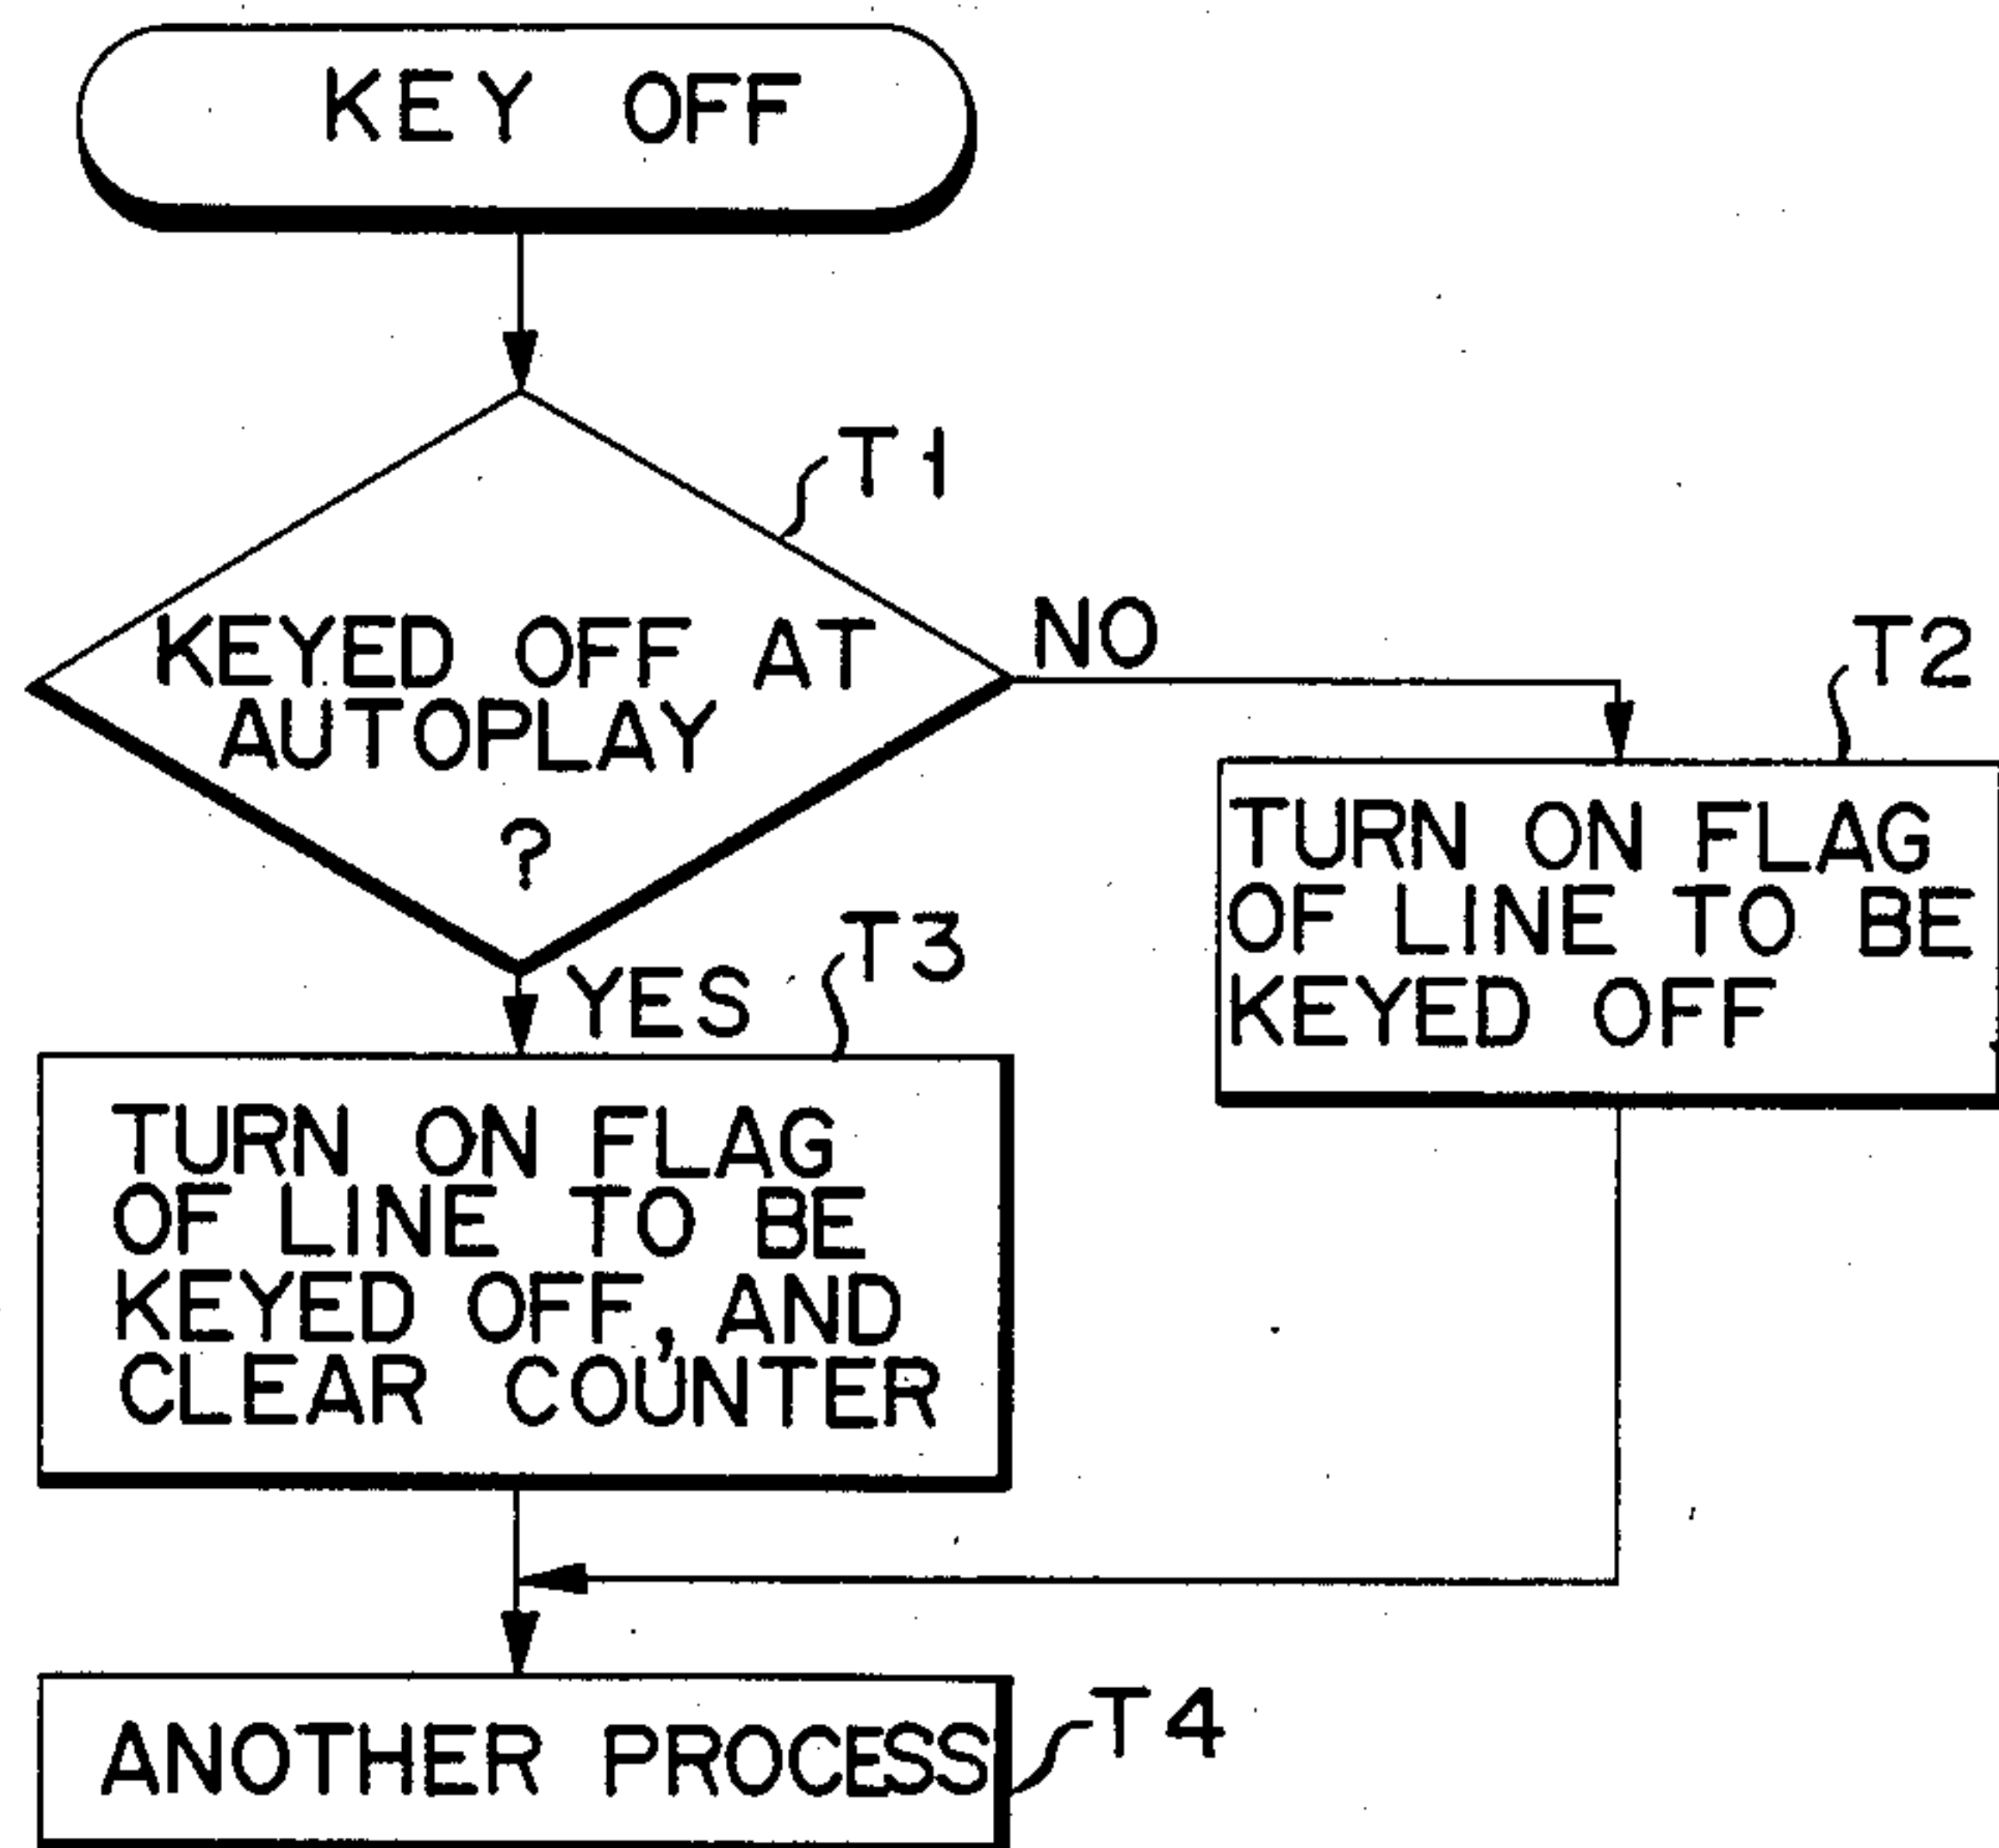 KEY OFF
T1
KEYED OFF AT
AUTOPLAY
?
NO
T2
TURN ON FLAG
OF LINE TO BE
KEYED OFF
YES
T3
TURN ON FLAG
OF LINE TO BE
KEYED OFF, AND
CLEAR COUNTER
ANOTHER PROCESS
T4